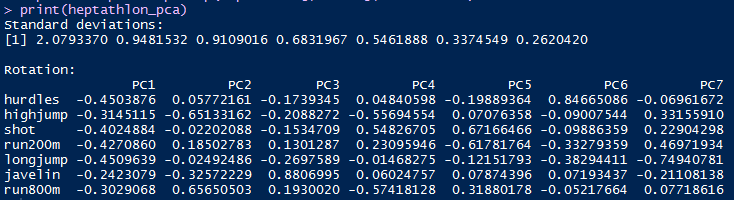 > print(heptathlon_pca)
Standard deviations:
[1] 2.0793370 0.9481532 0.9109016 0.6831967 0.5461888 0.3374549 0.2620420
Rotation:
PC1 PC2 PC3 PC4 PC5 PC6 PC7
hurdles -0.4503876 0.05772161 -0.1739345 0.04840598 -0.19889364 0.84665086 -0.06961672
highjump -0.3145115 -0.65133162 -0.2088272 -0.55694554 0.07076358 -0.09007544 0.33155910
shot -0.4024884 -0.02202088 -0.1534709 0.54826705 0.67166466 -0.09886359 0.22904298
run200m -0.4270860 0.18502783 0.1301287 0.23095946 -0.61781764 -0.33279359 0.46971934
longjump -0.4509639 -0.02492486 -0.2697589 -0.01468275 -0.12151793 -0.38294411 -0.74940781
javelin -0.2423079 -0.32572229 0.8806995 0.06024757 0.07874396 0.07193437 -0.21108138
run800m -0.3029068 0.65650503 0.1930020 -0.57418128 0.31880178 -0.05217664 0.07718616